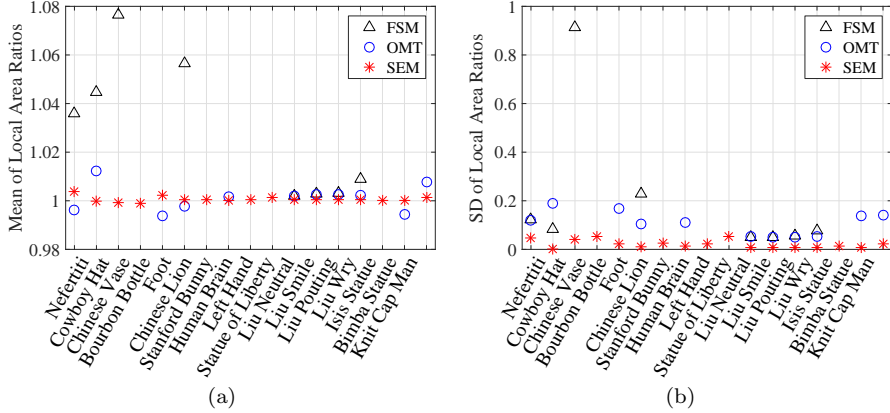 1.08
1.06
1.04
1.02
1
0.98
Mean of Local Area Ratios
FSM
OMT
SEM
Nefertiti
Cowboy Hat
Chinese Vase
Bourbon Bottle
Foot
Chinese Lion
Stanford Bunny
Human Brain
Left Hand
Statue of Liberty
Liu Neutral
Liu Smile
Liu Pouting
Liu Wry
Isis Statue
Bimba Statue
Knit Cap Man
(a)
1
0.8
0.6
0.4
0.2
0
SD of Local Area Ratios
FSM
OMT
SEM
Nefertiti
Cowboy Hat
Chinese Vase
Bourbon Bottle
Foot
Chinese Lion
Stanford Bunny
Human Brain
Left Hand
Statue of Liberty
Liu Neutral
Liu Smile
Liu Pouting
Liu Wry
Isis Statue
Bimba Statue
Knit Cap Man
(b)